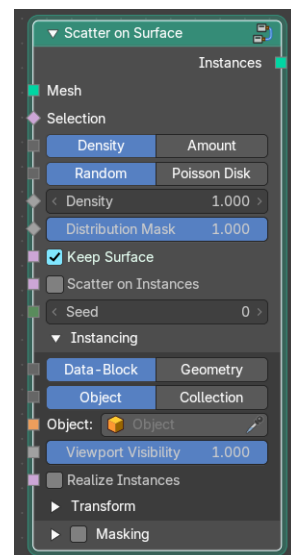 Scatter on Surface
Instances
Mesh
Selection
Density Amount
Random Poisson Disk
Density 1.000
Distribution Mask 1.000
Keep Surface
Scatter on Instances
Seed 0
Instancing
Data-Block Geometry
Object Collection
Object: Object
Viewport Visibility 1.000
Realize Instances
Transform
Masking